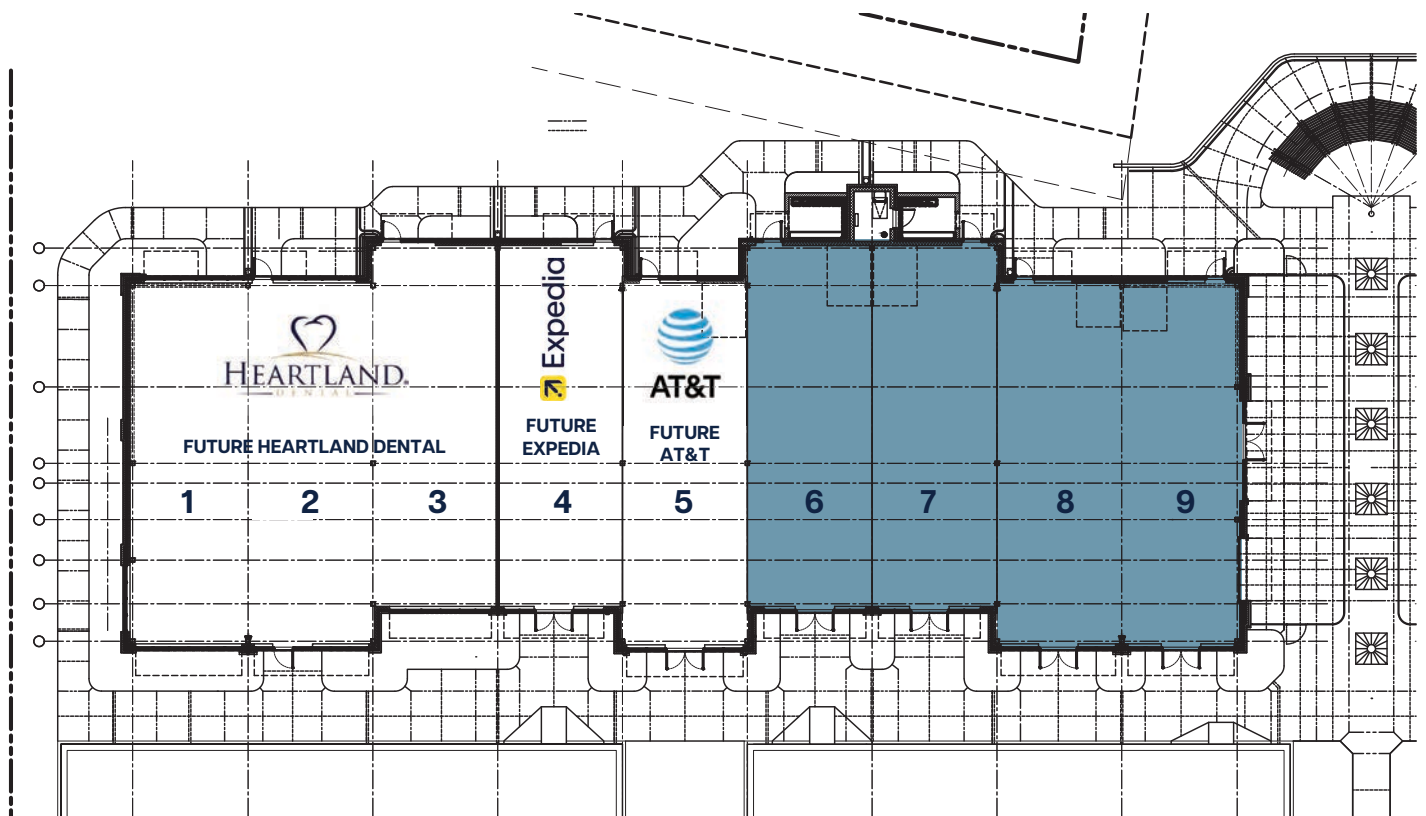 HEARTLAND.
DENTAL
FUTURE HEARTLAND DENTAL
Expedia
FUTURE
EXPEDIA
AT&T
FUTURE
AT&T
1
2
3
4
5
6
7
8
9